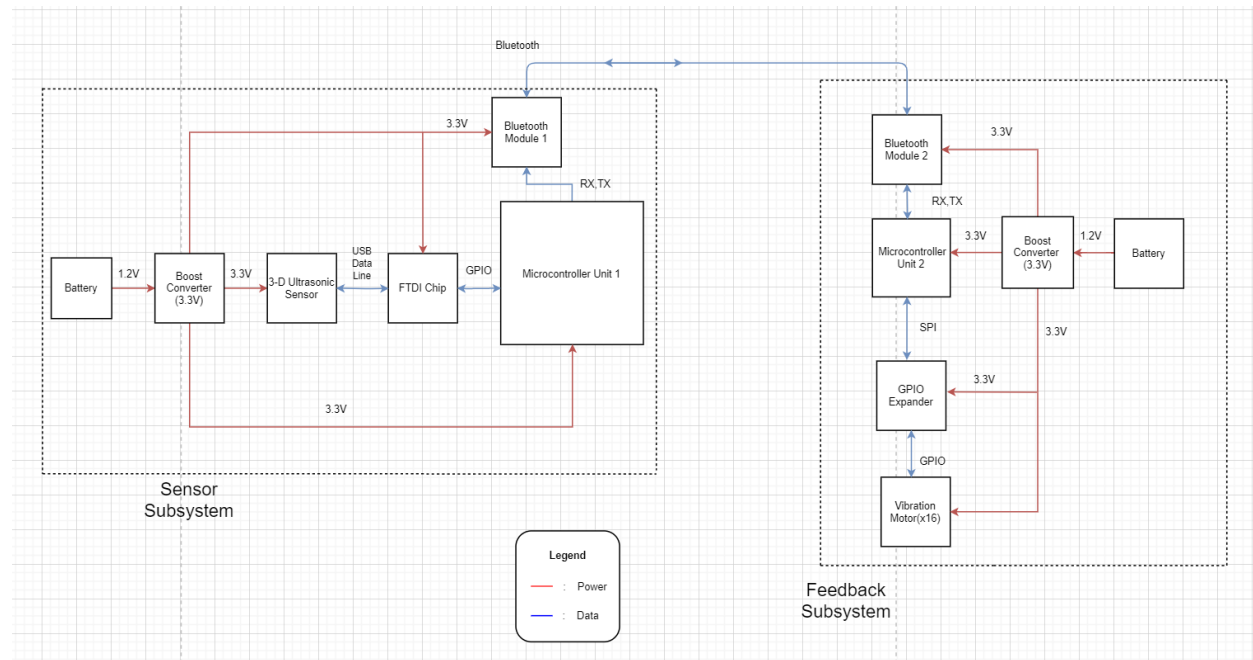 Bluetooth
Bluetooth
Module 1
3.3V
RX,TX
Microcontroller Unit 1
USB
Data
Line
GPIO
FTDI Chip
3-D Ultrasonic
Sensor
3.3V
Boost
Converter
(3.3V)
1.2V
Battery
3.3V
Sensor
Subsystem
Bluetooth
Module 2
3.3V
RX,TX
Microcontroller
Unit 2
3.3V
Boost
Converter
(3.3V)
1.2V
Battery
SPI
3.3V
GPIO
Expander
3.3V
GPIO
Vibration
Motor(x16)
Feedback
Subsystem
Legend
: Power
: Data